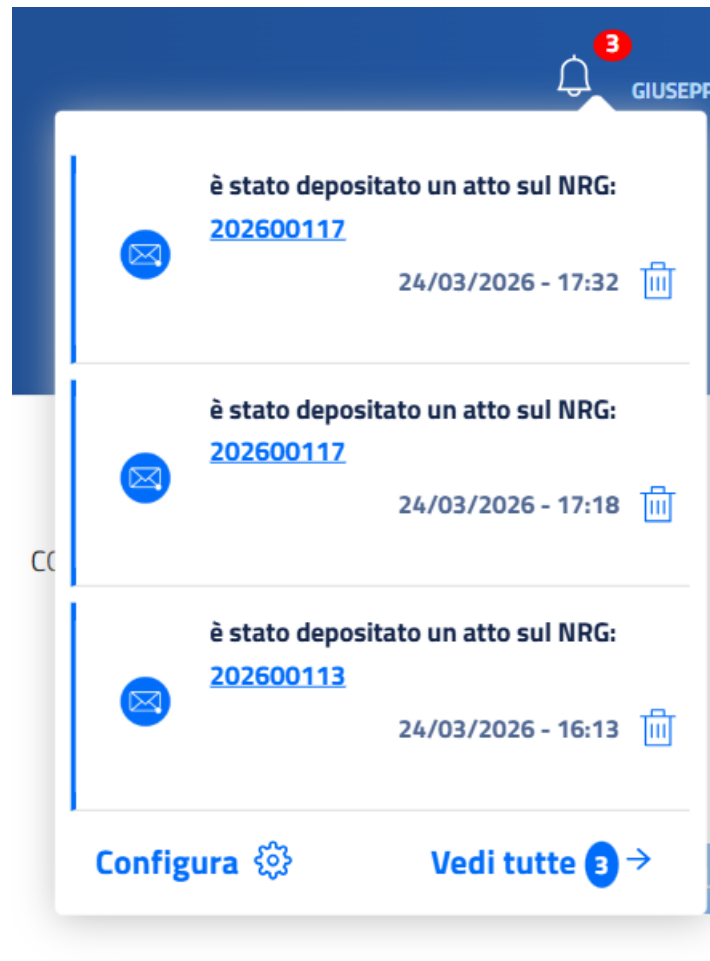 3
GIUSEPP
è stato depositato un atto sul NRG:
202600117
24/03/2026 - 17:32
è stato depositato un atto sul NRG:
202600117
24/03/2026 - 17:18
CC
è stato depositato un atto sul NRG:
202600113
24/03/2026 - 16:13
Configura
Vedi tutte 3